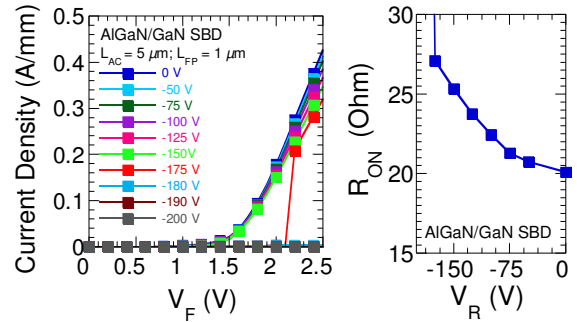 AlGaN/GaN SBD
L_AC = 5 µm; L_FP = 1 µm
0 V
-50 V
-75 V
-100 V
-125 V
-150V
-175 V
-180 V
-190 V
-200 V
Current Density (A/mm)
0.5
0.4
0.3
0.2
0.1
0
0 0.5 1 1.5 2 2.5
V_F (V)
R_ON (Ohm)
30
25
20
15
AlGaN/GaN SBD
-150 -75 0
V_R (V)